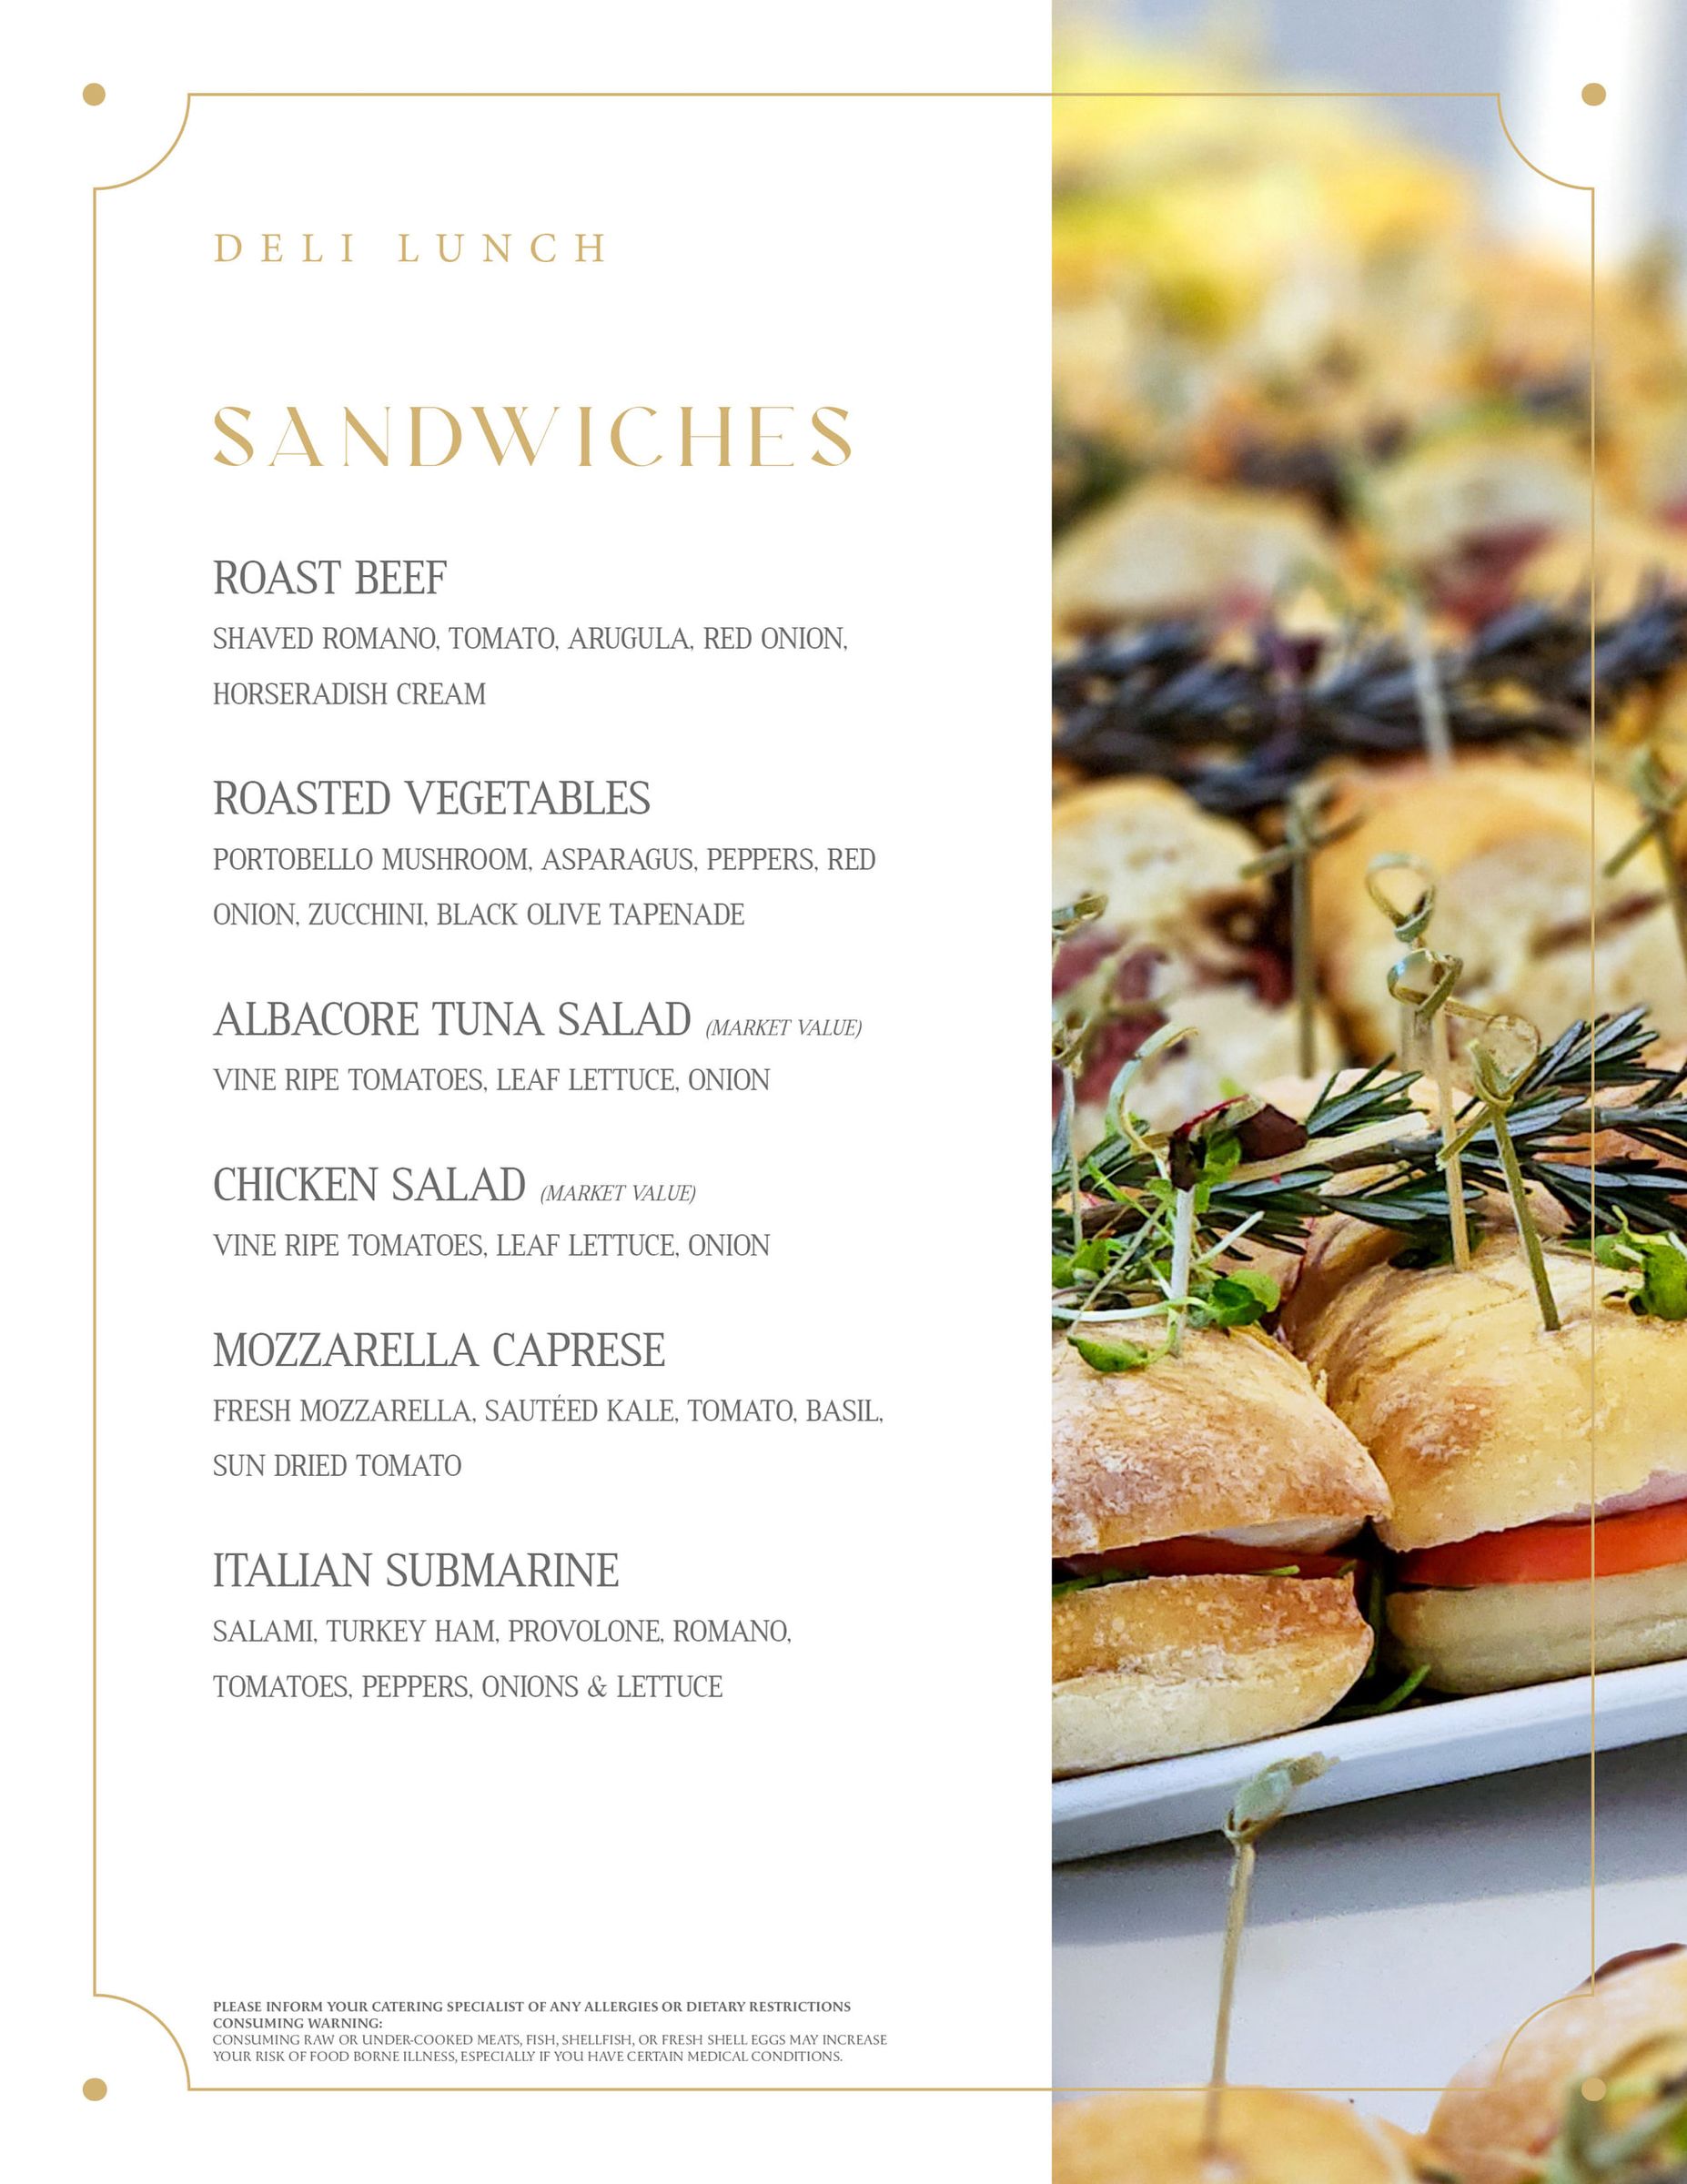 DELI LUNCH
SANDWICHES
ROAST BEEF
SHAVED ROMANO, TOMATO, ARUGULA, RED ONION,
HORSERADISH CREAM
ROASTED VEGETABLES
PORTOBELLO MUSHROOM, ASPARAGUS, PEPPERS, RED
ONION, ZUCCHINI, BLACK OLIVE TAPENADE
ALBACORE TUNA SALAD (MARKET VALUE)
VINE RIPE TOMATOES, LEAF LETTUCE, ONION
CHICKEN SALAD (MARKET VALUE)
VINE RIPE TOMATOES, LEAF LETTUCE, ONION
MOZZARELLA CAPRESE
FRESH MOZZARELLA, SAUTÉED KALE, TOMATO, BASIL,
SUN DRIED TOMATO
ITALIAN SUBMARINE
SALAMI, TURKEY HAM, PROVOLONE, ROMANO,
TOMATOES, PEPPERS, ONIONS & LETTUCE
PLEASE INFORM YOUR CATERING SPECIALIST OF ANY ALLERGIES OR DIETARY RESTRICTIONS
CONSUMING WARNING:
CONSUMING RAW OR UNDER-COOKED MEATS, FISH, SHELLFISH, OR FRESH SHELL EGGS MAY INCREASE
YOUR RISK OF FOOD BORNE ILLNESS, ESPECIALLY IF YOU HAVE CERTAIN MEDICAL CONDITIONS.